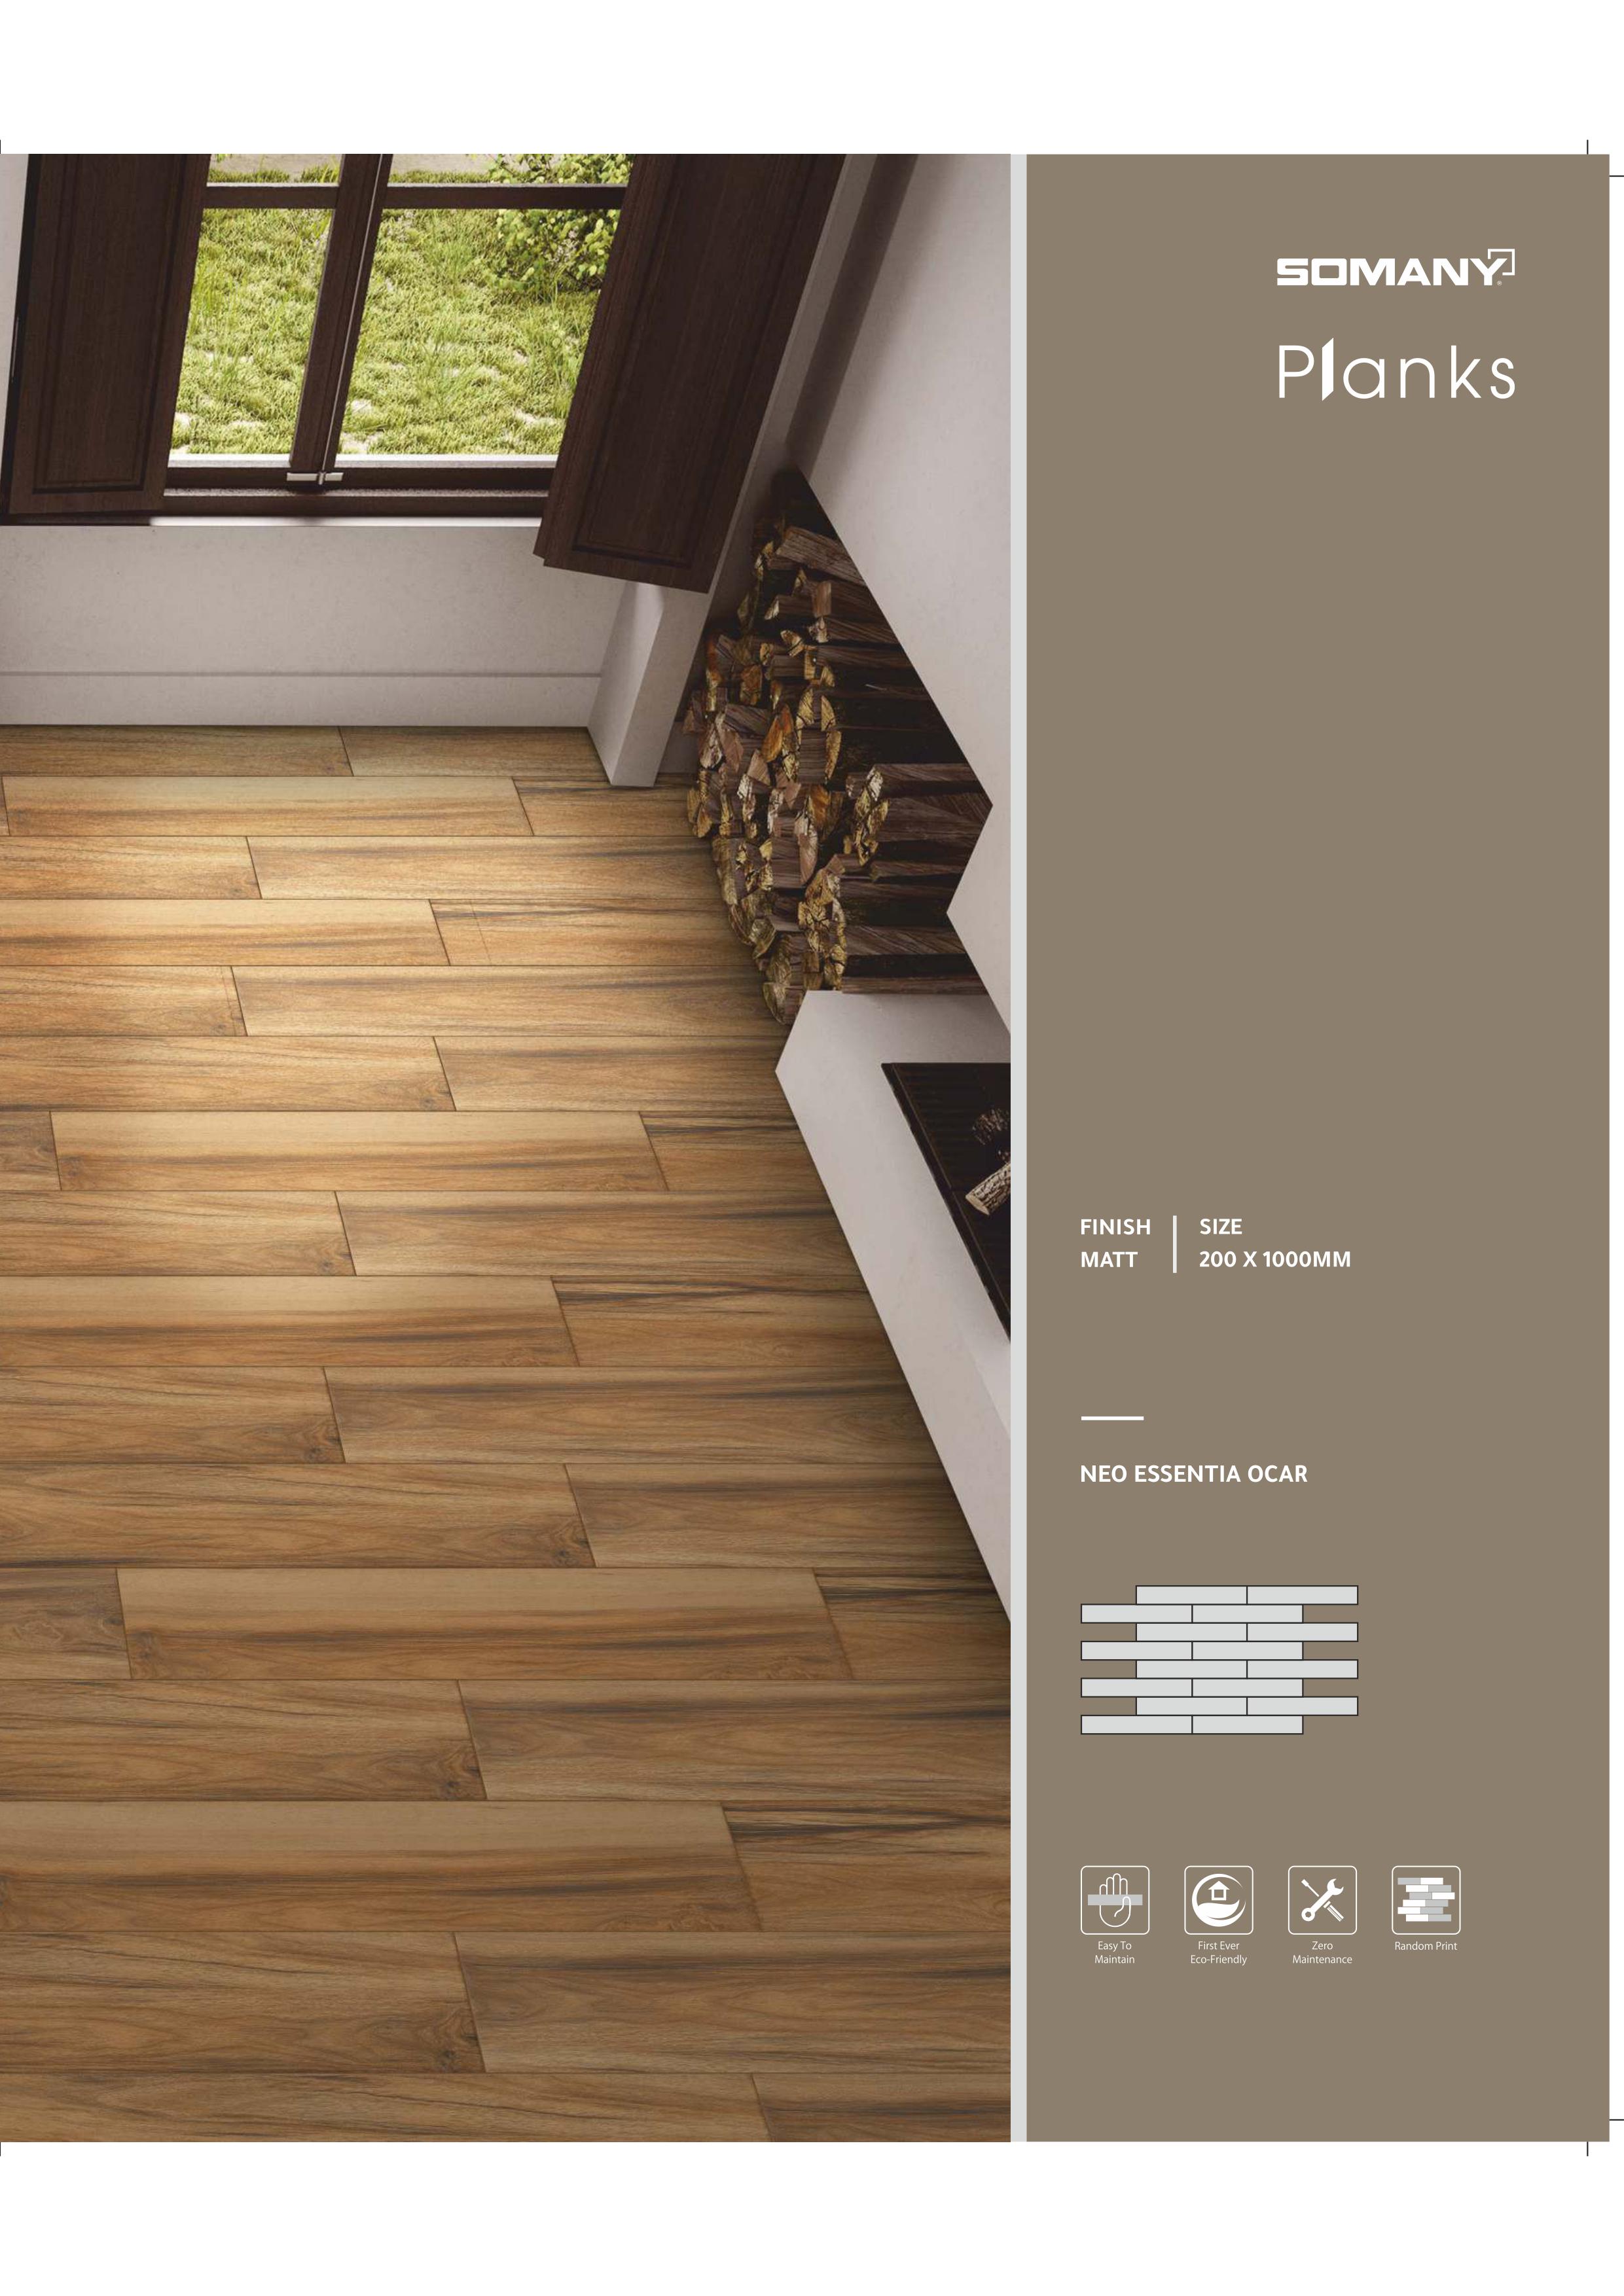 SOMANY
Planks
FINISH
MATT
SIZE
200 X 1000MM
NEO ESSENTIA OCAR
Easy To
Maintain
First Ever
Eco-Friendly
Zero
Maintenance
Random Print